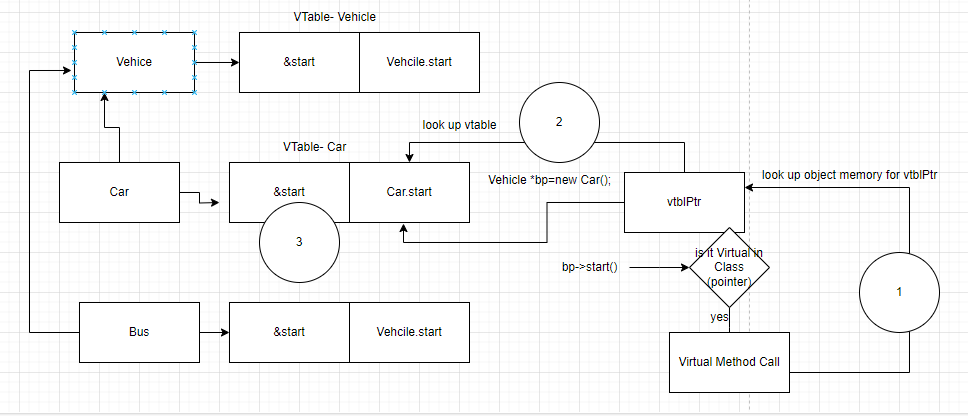 VTable- Vehicle
Vehice
&start
Vehcile.start
2
look up vtable
VTable- Car
Car
&start
Car.start
Vehicle *bp=new Car();
vtblPtr
look up object memory for vtblPtr
3
is it Virtual in
Class
(pointer)
bp->start()
1
yes
Bus
&start
Vehcile.start
Virtual Method Call